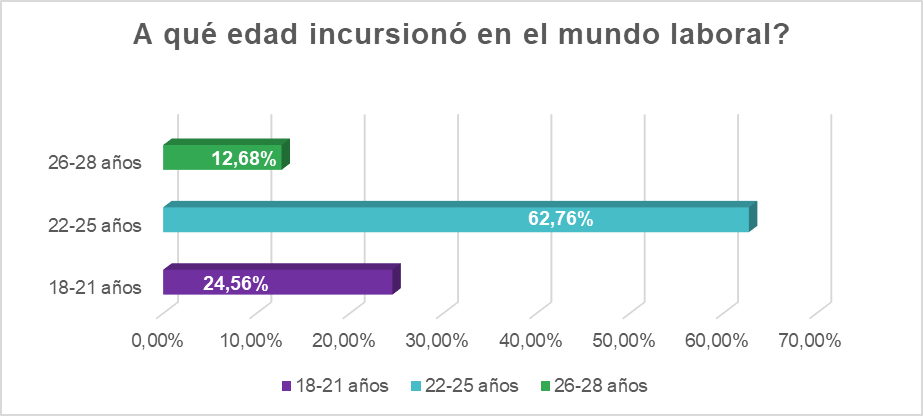 A qué edad incursionó en el mundo laboral?
26-28 años
12,68%
22-25 años
62,76%
18-21 años
24,56%
0,00% 10,00% 20,00% 30,00% 40,00% 50,00% 60,00% 70,00%
18-21 años 22-25 años 26-28 años